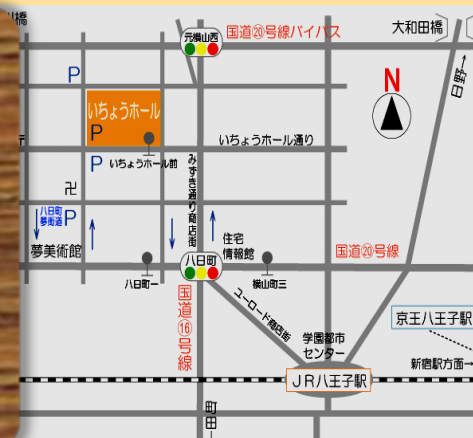 橋
元横山西
国道⑳号線バイパス
大和田橋
日野→
P
N
いちょうホール
P
いちょうホール通り
P
いちょうホール前
みずき通り商店街
卍
八日町
夢街道
P
夢美術館
住宅
情報館
国道⑳号線
八日町
八日町一
横山町三
国道⑯号線
ユーロード商店街
京王八王子駅
学園都市
センター
新宿駅方面→
JR八王子駅
町田